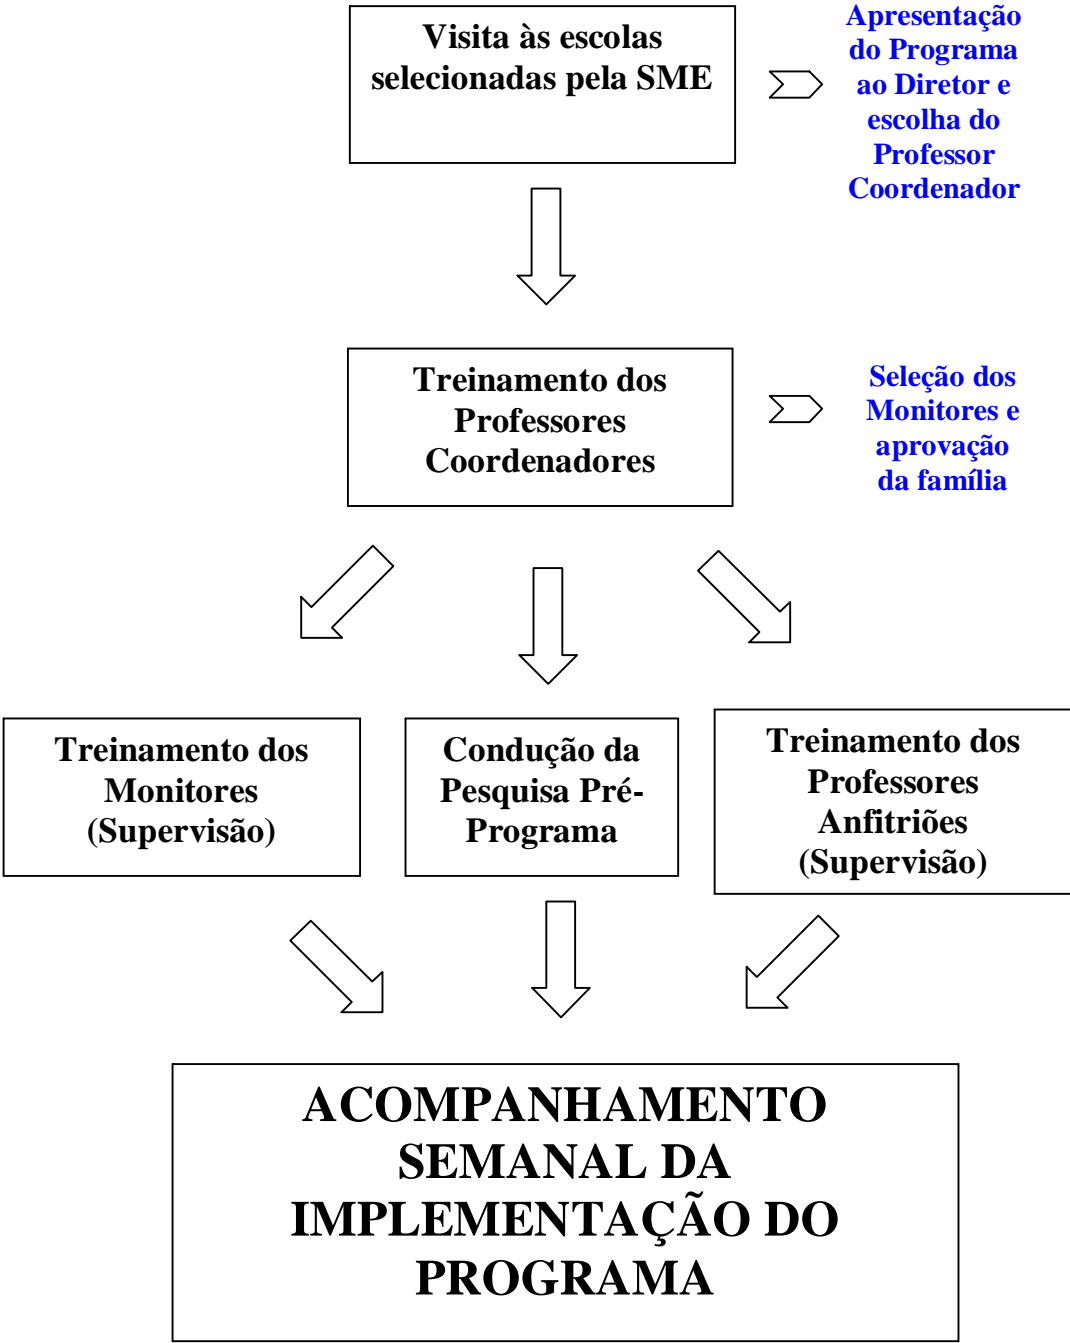 Visita às escolas
selecionadas pela SME
Apresentação
do Programa
ao Diretor e
escolha do
Professor
Coordenador
Treinamento dos
Professores
Coordenadores
Seleção dos
Monitores e
aprovação
da família
Treinamento dos
Monitores
(Supervisão)
Condução da
Pesquisa Pré-
Programa
Treinamento dos
Professores
Anfitriões
(Supervisão)
ACOMPANHAMENTO
SEMANAL DA
IMPLEMENTAÇÃO DO
PROGRAMA